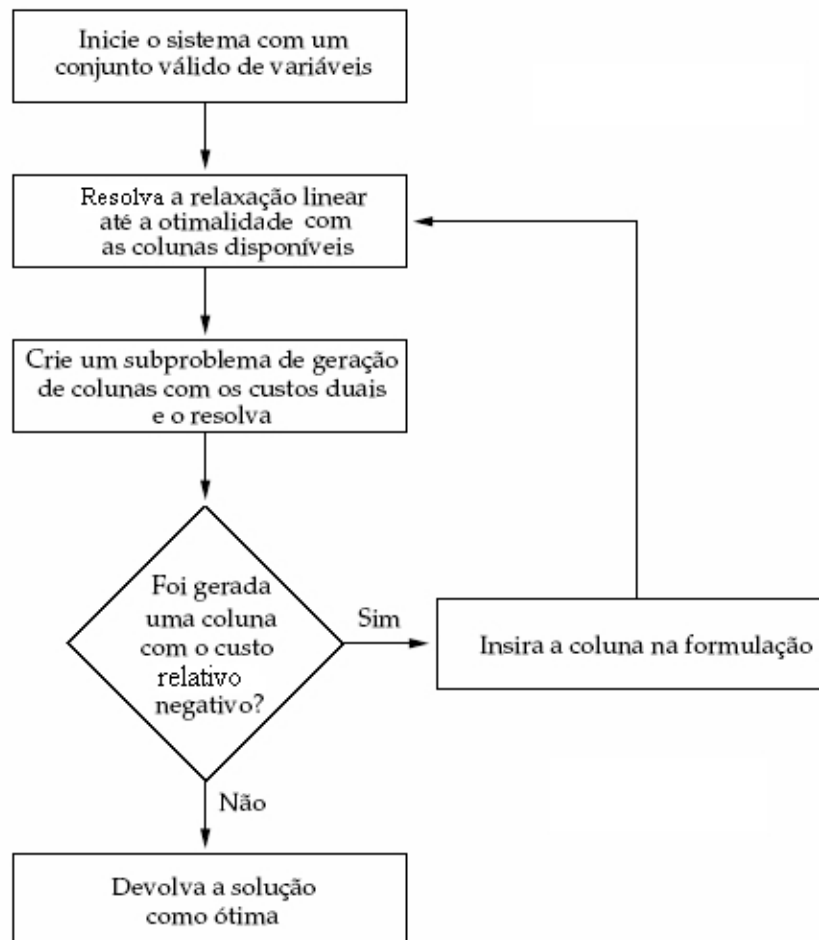 Inicie o sistema com um
conjunto válido de variáveis
Resolva a relaxação linear
até a otimalidade com
as colunas disponíveis
Crie um subproblema de geração
de colunas com os custos duais
e o resolva
Foi gerada
uma coluna
com o custo
relativo
negativo?
Sim
Insira a coluna na formulação
Não
Devolva a solução
como ótima